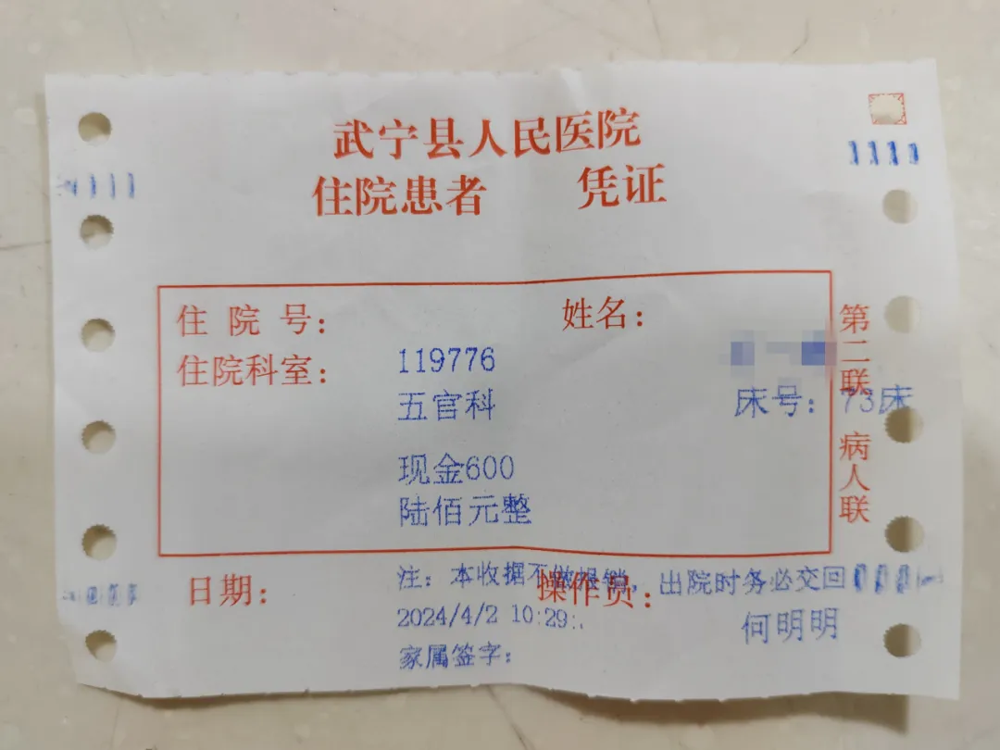 武宁县人民医院
住院患者 凭证
住 院 号:
姓名:
住院科室:
119776
五官科
床号: 73床
现金600
陆佰元整
第二联 病人联
注: 本收据不做报销, 出院时务必交回
日期:
操作员:
2024/4/2 10:29:
何明明
家属签字: